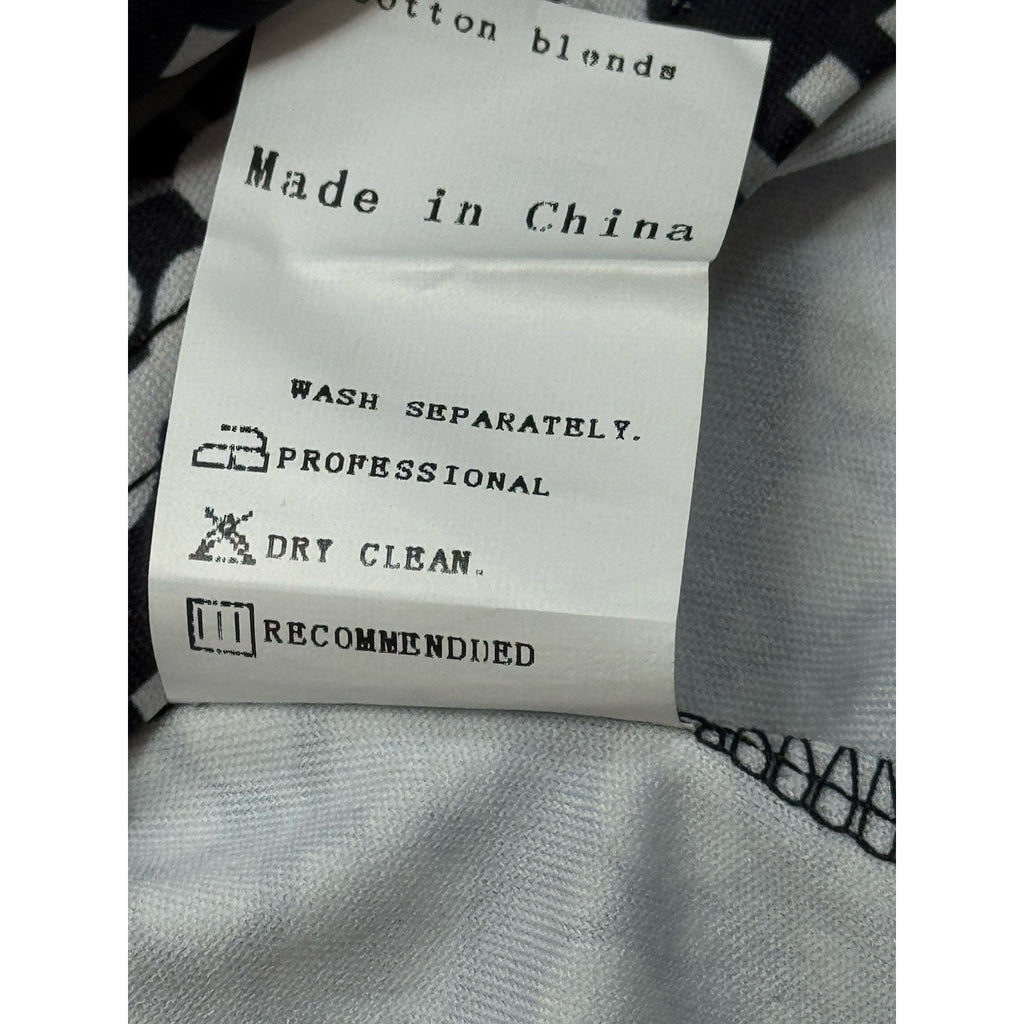 cotton blends
Made in China
WASH SEPARATELY.
PROFESSIONAL
DRY CLEAN.
RECOMMENDDED